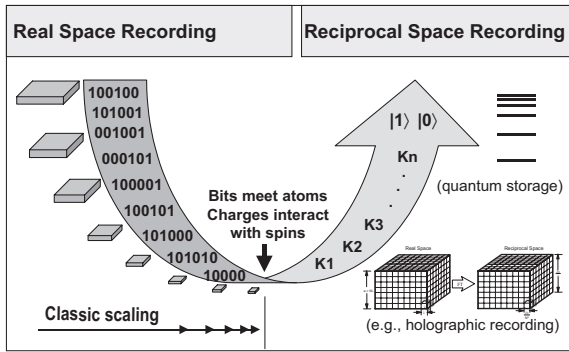 Real Space Recording
Reciprocal Space Recording
100100
101001
001001
000101
100001
100101
101000
101010
10000
Bits meet atoms
Charges interact
with spins
K1
K2
K3
Kn
|1⟩ |0⟩
(quantum storage)
Real Space
Reciprocal Space
(e.g., holographic recording)
Classic scaling